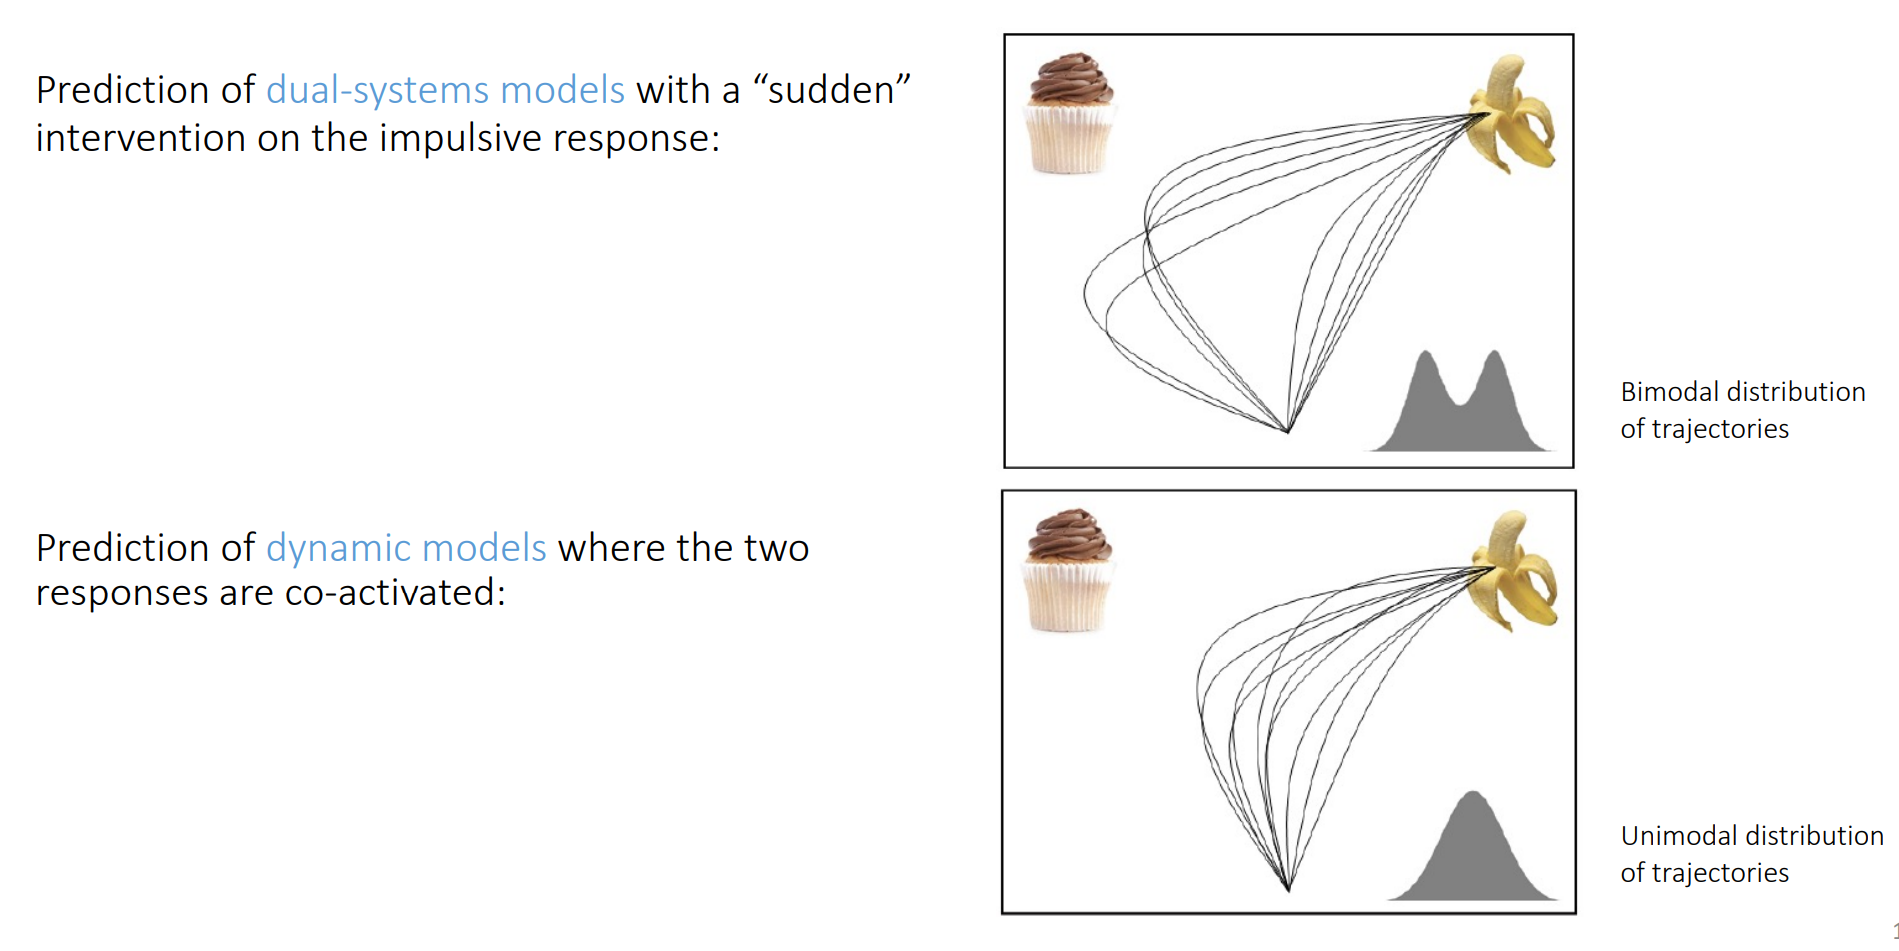 Prediction of dual-systems models with a “sudden”
intervention on the impulsive response:
Bimodal distribution
of trajectories
Prediction of dynamic models where the two
responses are co-activated:
Unimodal distribution
of trajectories